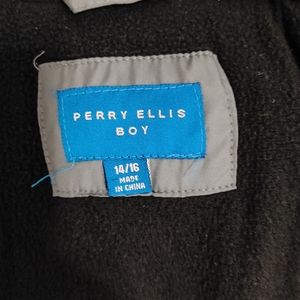 PERRY ELLIS
BOY
14/16
MADE
IN CHINA